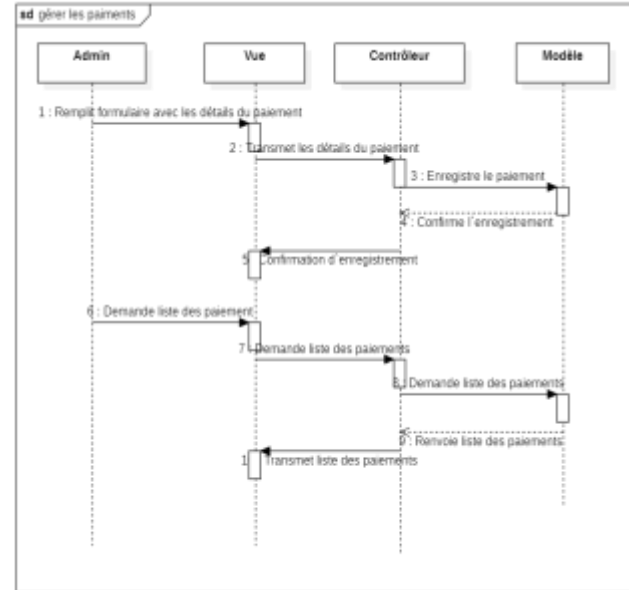 sd gérer les paiments
Admin
Vue
Contrôleur
Modèle
1 : Remplit formulaire avec les détails du paiement
2 : Transmet les détails du paiement
3 : Enregistre le paiement
4 : Confirme l'enregistrement
5 : Confirmation d'enregistrement
6 : Demande liste des paiement
7 : Demande liste des paiements
8 : Demande liste des paiements
9 : Renvoie liste des paiements
Transmet liste des paiements